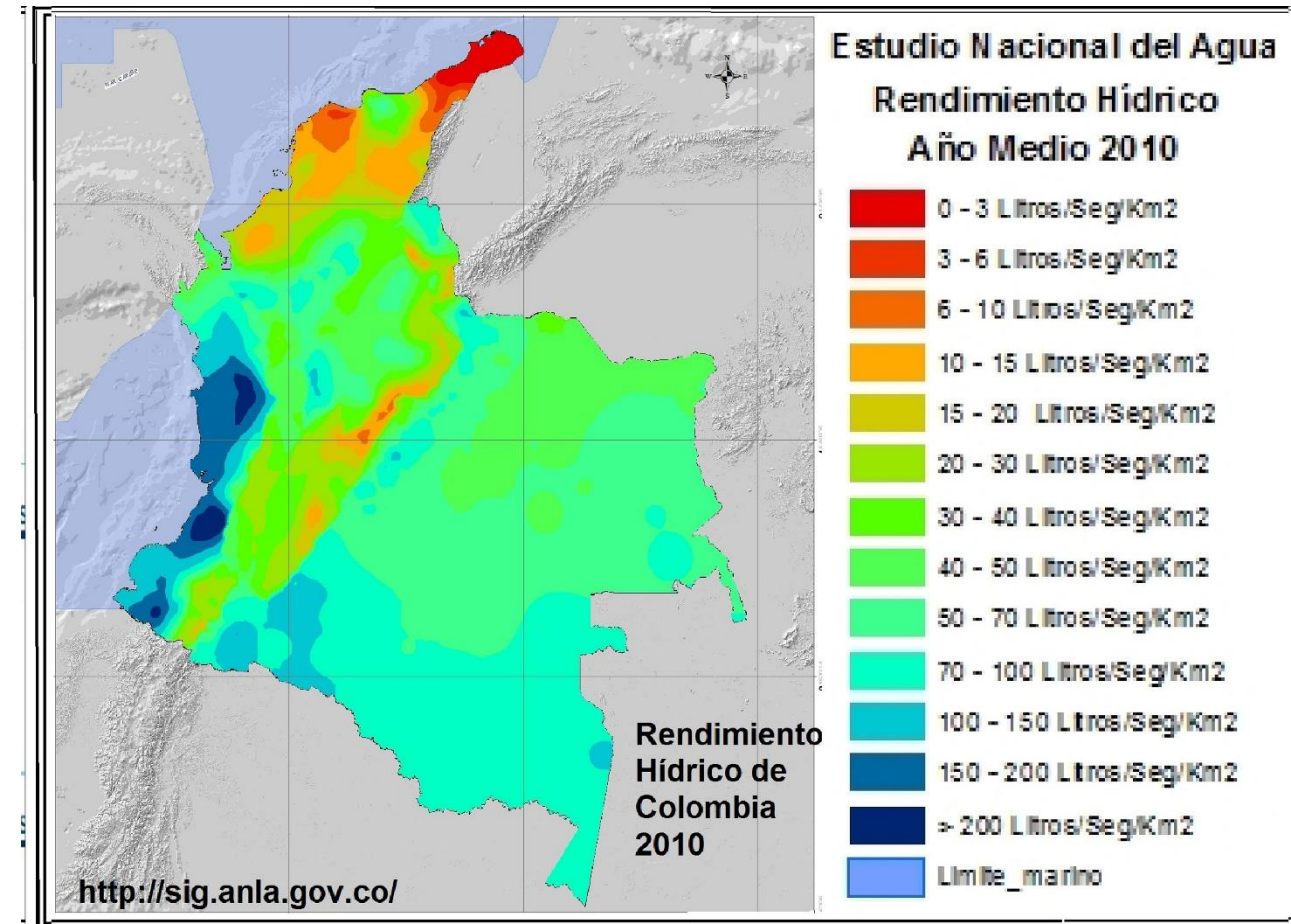 Estudio Nacional del Agua
Rendimiento Hídrico
Año Medio 2010
0 - 3 Litros/Seg/Km2
3 - 6 Litros/Seg/Km2
6 - 10 Litros/Seg/Km2
10 - 15 Litros/Seg/Km2
15 - 20 Litros/Seg/Km2
20 - 30 Litros/Seg/Km2
30 - 40 Litros/Seg/Km2
40 - 50 Litros/Seg/Km2
50 - 70 Litros/Seg/Km2
70 - 100 Litros/Seg/Km2
100 - 150 Litros/Seg/Km2
150 - 200 Litros/Seg/Km2
> 200 Litros/Seg/Km2
Limite_marino
N
W
E
S
Rendimiento
Hídrico de
Colombia
2010
http://sig.anla.gov.co/